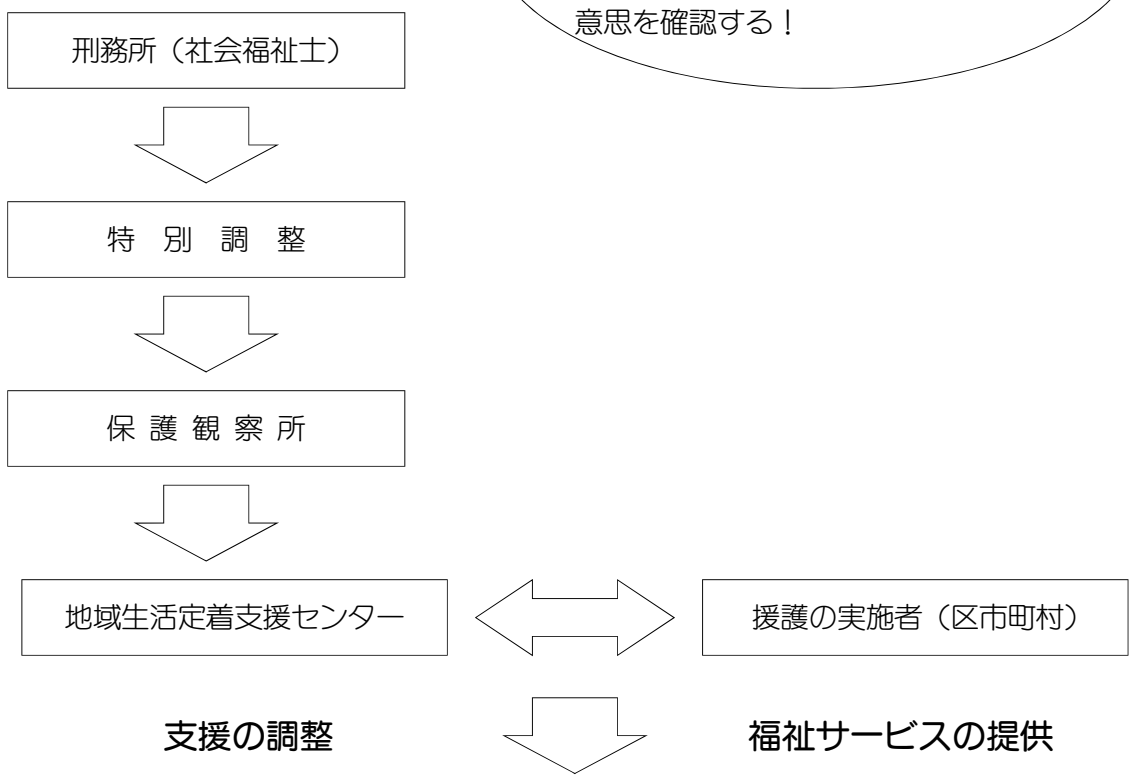 意思を確認する！
刑務所（社会福祉士）
特 別 調 整
保 護 観 察 所
地域生活定着支援センター
援護の実施者（区市町村）
支援の調整
福祉サービスの提供